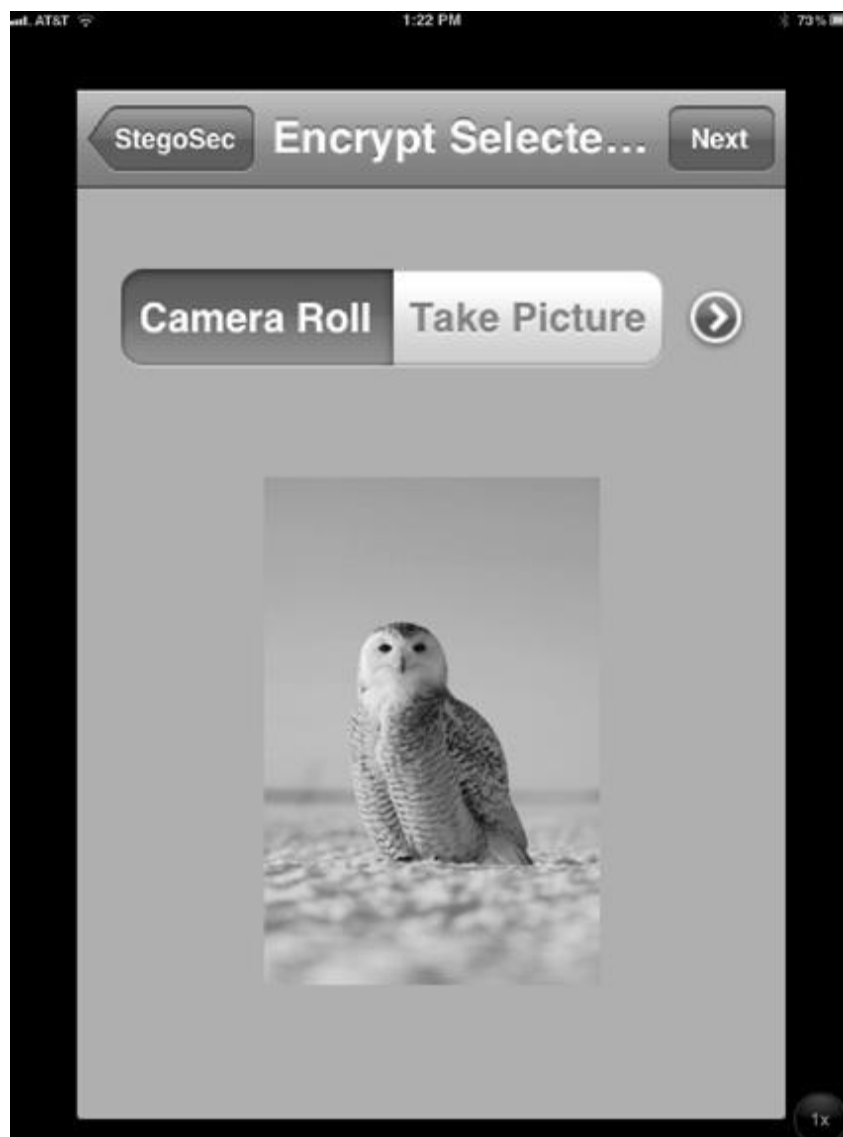 AT&T 1:22 PM 73%
StegoSec Encrypt Selecte... Next
Camera Roll Take Picture
1x